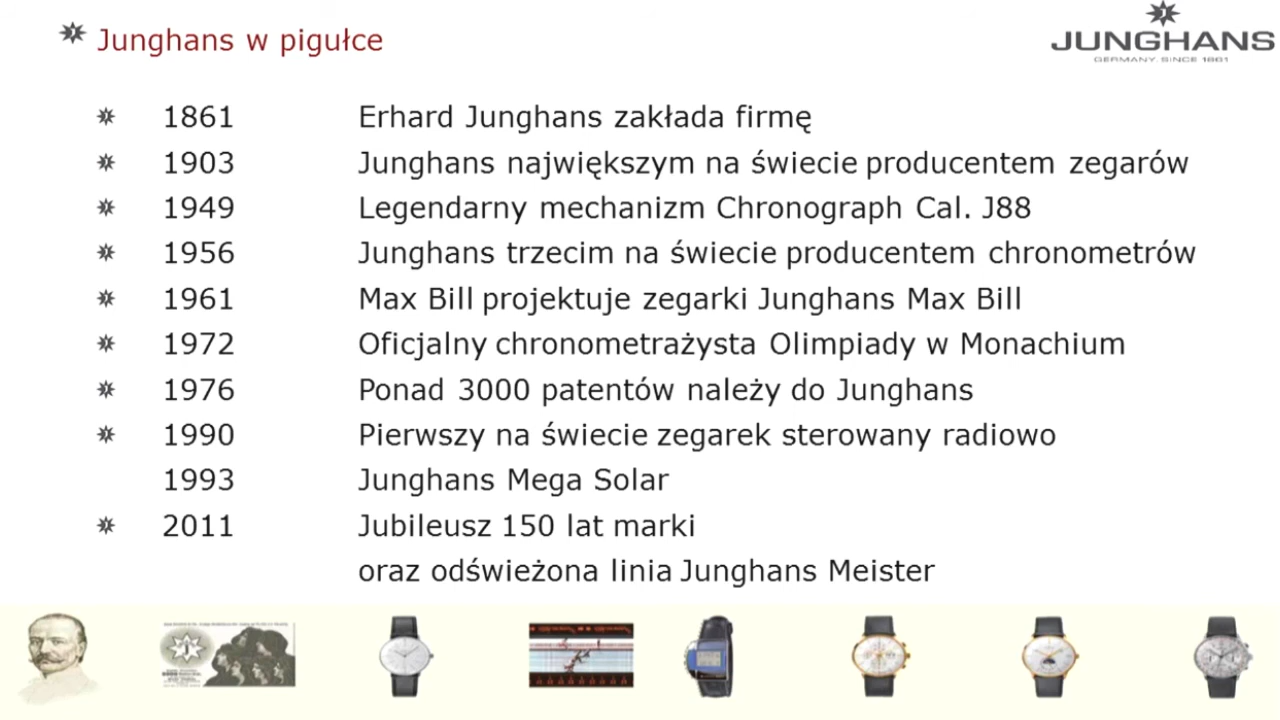 Junghans w pigułce
JUNGHANS
GERMANY. SINCE 1861
1861 Erhard Junghans zakłada firmę
1903 Junghans największym na świecie producentem zegarów
1949 Legendarny mechanizm Chronograph Cal. J88
1956 Junghans trzecim na świecie producentem chronometrów
1961 Max Bill projektuje zegarki Junghans Max Bill
1972 Oficjalny chronometrażysta Olimpiady w Monachium
1976 Ponad 3000 patentów należy do Junghans
1990 Pierwszy na świecie zegarek sterowany radiowo
1993 Junghans Mega Solar
2011 Jubileusz 150 lat marki
oraz odświeżona linia Junghans Meister